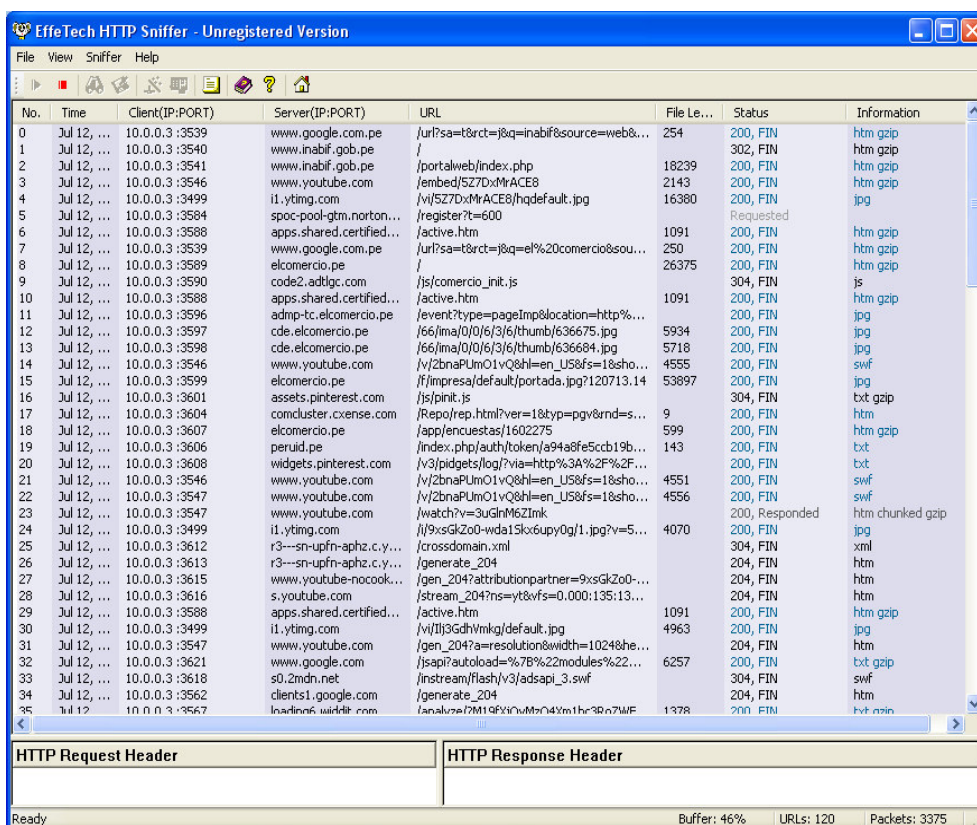 EffeTech HTTP Sniffer - Unregistered Version
File View Sniffer Help
No. Time Client(IP:PORT) Server(IP:PORT) URL File Le... Status Information
0 Jul 12, ... 10.0.0.3 :3539 www.google.com.pe /url?sa=t&rct=j&q=inabif&source=web&... 254 200, FIN htm gzip
1 Jul 12, ... 10.0.0.3 :3540 www.inabif.gob.pe / 302, FIN htm gzip
2 Jul 12, ... 10.0.0.3 :3541 www.inabif.gob.pe /portalweb/index.php 18239 200, FIN htm gzip
3 Jul 12, ... 10.0.0.3 :3546 www.youtube.com /embed/5Z7DxMrACE8 2143 200, FIN htm gzip
4 Jul 12, ... 10.0.0.3 :3499 i1.ytimg.com /vi/5Z7DxMrACE8/hqdefault.jpg 16380 200, FIN jpg
5 Jul 12, ... 10.0.0.3 :3584 spoc-pool-gtm.norton... /register?t=600 Requested
6 Jul 12, ... 10.0.0.3 :3588 apps.shared.certified... /active.htm 1091 200, FIN htm gzip
7 Jul 12, ... 10.0.0.3 :3539 www.google.com.pe /url?sa=t&rct=j&q=el%20comercio&sou... 250 200, FIN htm gzip
8 Jul 12, ... 10.0.0.3 :3589 elcomercio.pe / 26375 200, FIN htm gzip
9 Jul 12, ... 10.0.0.3 :3590 code2.adtlgc.com /js/comercio_init.js 304, FIN js
10 Jul 12, ... 10.0.0.3 :3588 apps.shared.certified... /active.htm 1091 200, FIN htm gzip
11 Jul 12, ... 10.0.0.3 :3596 admp-tc.elcomercio.pe /event?type=pageImp&location=http%... 200, FIN jpg
12 Jul 12, ... 10.0.0.3 :3597 cde.elcomercio.pe /66/ima/0/0/6/3/6/thumb/636675.jpg 5934 200, FIN jpg
13 Jul 12, ... 10.0.0.3 :3598 cde.elcomercio.pe /66/ima/0/0/6/3/6/thumb/636684.jpg 5718 200, FIN jpg
14 Jul 12, ... 10.0.0.3 :3546 www.youtube.com /v/2bnaPUmO1vQ&hl=en_US&fs=1&sho... 4555 200, FIN swf
15 Jul 12, ... 10.0.0.3 :3599 elcomercio.pe /f/impresa/default/portada.jpg?120713.14 53897 200, FIN jpg
16 Jul 12, ... 10.0.0.3 :3601 assets.pinterest.com /js/pinit.js 304, FIN txt gzip
17 Jul 12, ... 10.0.0.3 :3604 comcluster.cxense.com /Repo/rep.html?ver=1&typ=pgv&rnd=s... 9 200, FIN htm
18 Jul 12, ... 10.0.0.3 :3607 elcomercio.pe /app/encuestas/1602275 599 200, FIN htm gzip
19 Jul 12, ... 10.0.0.3 :3606 peruid.pe /index.php/auth/token/a94a8fe5ccb19b... 143 200, FIN txt
20 Jul 12, ... 10.0.0.3 :3608 widgets.pinterest.com /v3/pidgets/log/?via=http%3A%2F%2F... 200, FIN txt
21 Jul 12, ... 10.0.0.3 :3546 www.youtube.com /v/2bnaPUmO1vQ&hl=en_US&fs=1&sho... 4551 200, FIN swf
22 Jul 12, ... 10.0.0.3 :3547 www.youtube.com /v/2bnaPUmO1vQ&hl=en_US&fs=1&sho... 4556 200, FIN swf
23 Jul 12, ... 10.0.0.3 :3547 www.youtube.com /watch?v=3uGlnM6ZImk 200, Responded htm chunked gzip
24 Jul 12, ... 10.0.0.3 :3499 i1.ytimg.com /i/9xsGkZo0-wda1Skx6upy0g/1.jpg?v=5... 4070 200, FIN jpg
25 Jul 12, ... 10.0.0.3 :3612 r3---sn-upfn-aphz.c.y... /crossdomain.xml 304, FIN xml
26 Jul 12, ... 10.0.0.3 :3613 r3---sn-upfn-aphz.c.y... /generate_204 204, FIN htm
27 Jul 12, ... 10.0.0.3 :3615 www.youtube-nocook... /gen_204?attributionpartner=9xsGkZo0-... 204, FIN htm
28 Jul 12, ... 10.0.0.3 :3616 s.youtube.com /stream_204?ns=yt&vfs=0.000:135:13... 204, FIN htm
29 Jul 12, ... 10.0.0.3 :3588 apps.shared.certified... /active.htm 1091 200, FIN htm gzip
30 Jul 12, ... 10.0.0.3 :3499 i1.ytimg.com /vi/Ilj3GdhVmkg/default.jpg 4963 200, FIN jpg
31 Jul 12, ... 10.0.0.3 :3547 www.youtube.com /gen_204?a=resolution&width=1024&he... 204, FIN htm
32 Jul 12, ... 10.0.0.3 :3621 www.google.com /jsapi?autoload=%7B%22modules%22... 6257 200, FIN txt gzip
33 Jul 12, ... 10.0.0.3 :3618 s0.2mdn.net /instream/flash/v3/adsapi_3.swf 304, FIN swf
34 Jul 12, ... 10.0.0.3 :3562 clients1.google.com /generate_204 204, FIN htm
35 Jul 12 10.0.0.3 :3567 loading6.widdit.com 1378 200, FIN txt gzip
HTTP Request Header HTTP Response Header
Ready Buffer: 46% URLs: 120 Packets: 3375